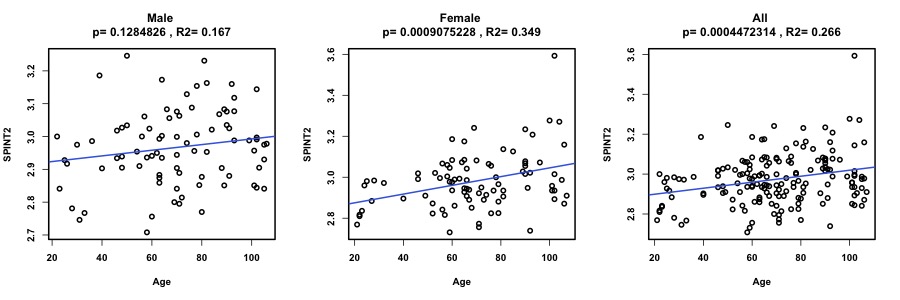 Male
p= 0.1284826 , R2= 0.167
SPINT2
3.2
3.1
3.0
2.9
2.8
2.7
20 40 60 80 100
Age
Female
p= 0.0009075228 , R2= 0.349
SPINT2
3.6
3.4
3.2
3.0
2.8
20 40 60 80 100
Age
All
p= 0.0004472314 , R2= 0.266
SPINT2
3.6
3.4
3.2
3.0
2.8
20 40 60 80 100
Age